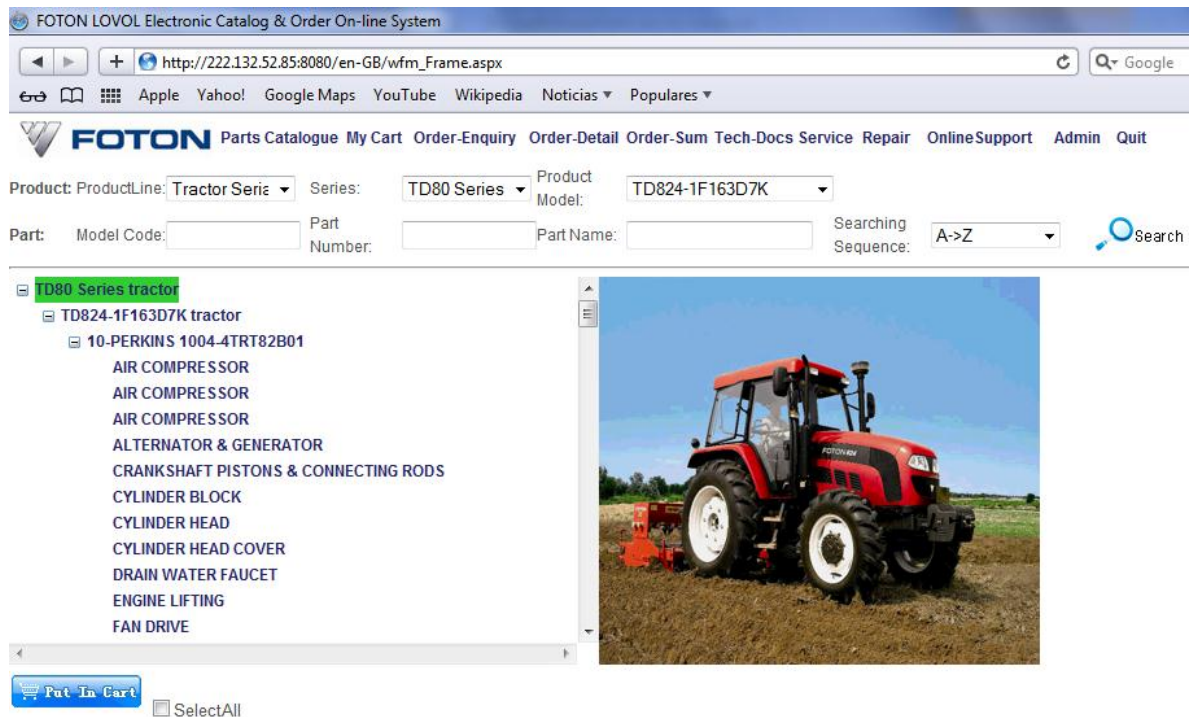 FOTON LOVOL Electronic Catalog & Order On-line System
http://222.132.52.85:8080/en-GB/wfm_Frame.aspx
Google
Apple Yahoo! Google Maps YouTube Wikipedia Noticias Populares
FOTON Parts Catalogue My Cart Order-Enquiry Order-Detail Order-Sum Tech-Docs Service Repair OnlineSupport Admin Quit
Product: ProductLine: Tractor Serie Series: TD80 Series Product Model: TD824-1F163D7K
Part: Model Code: Part Number: Part Name: Searching Sequence: A->Z Search
TD80 Series tractor
TD824-1F163D7K tractor
10-PERKINS 1004-4TRT82B01
AIR COMPRESSOR
AIR COMPRESSOR
AIR COMPRESSOR
ALTERNATOR & GENERATOR
CRANKSHAFT PISTONS & CONNECTING RODS
CYLINDER BLOCK
CYLINDER HEAD
CYLINDER HEAD COVER
DRAIN WATER FAUCET
ENGINE LIFTING
FAN DRIVE
FOTON 824
Put In Cart
SelectAll